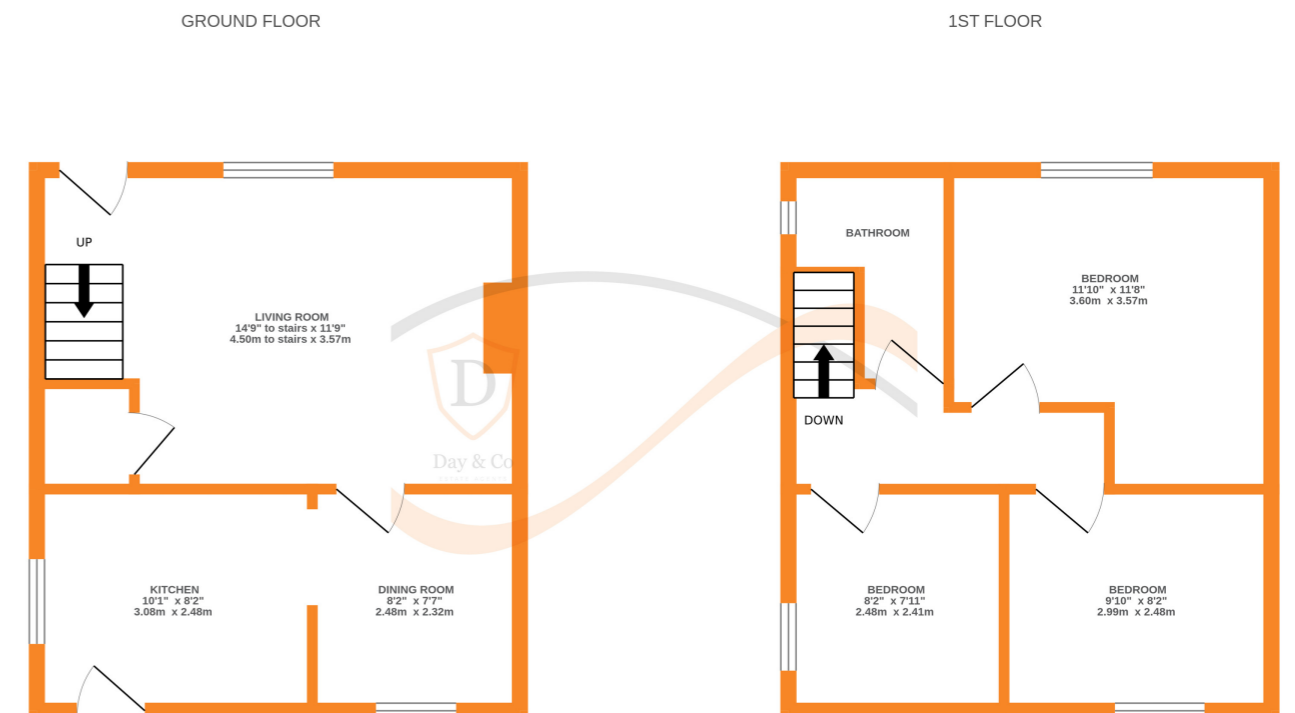 GROUND FLOOR
1ST FLOOR
UP
LIVING ROOM
14'9" to stairs x 11'9"
4.50m to stairs x 3.57m
KITCHEN
10'1" x 8'2"
3.08m x 2.48m
DINING ROOM
8'2" x 7'7"
2.48m x 2.32m
D
Day & Co
BATHROOM
BEDROOM
11'10" x 11'8"
3.60m x 3.57m
DOWN
BEDROOM
8'2" x 7'11"
2.48m x 2.41m
BEDROOM
9'10" x 8'2"
2.99m x 2.48m